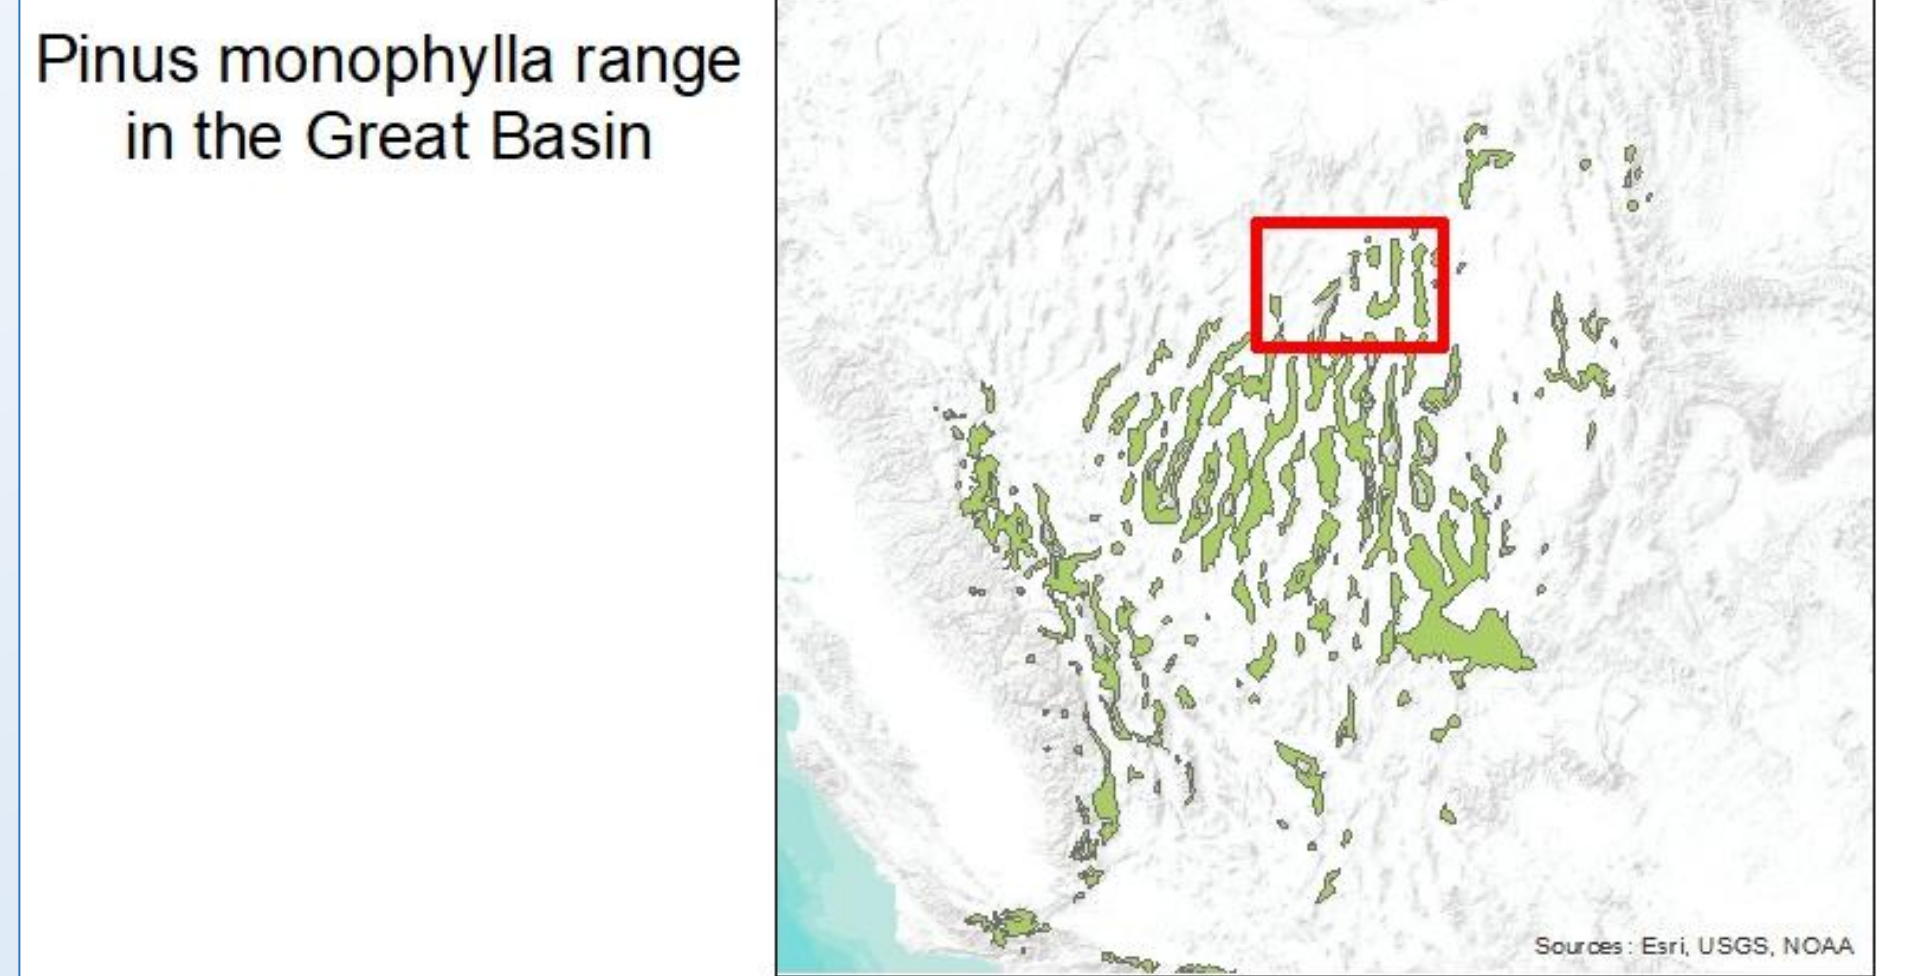 Pinus monophylla range
in the Great Basin
Sources: Esri, USGS, NOAA